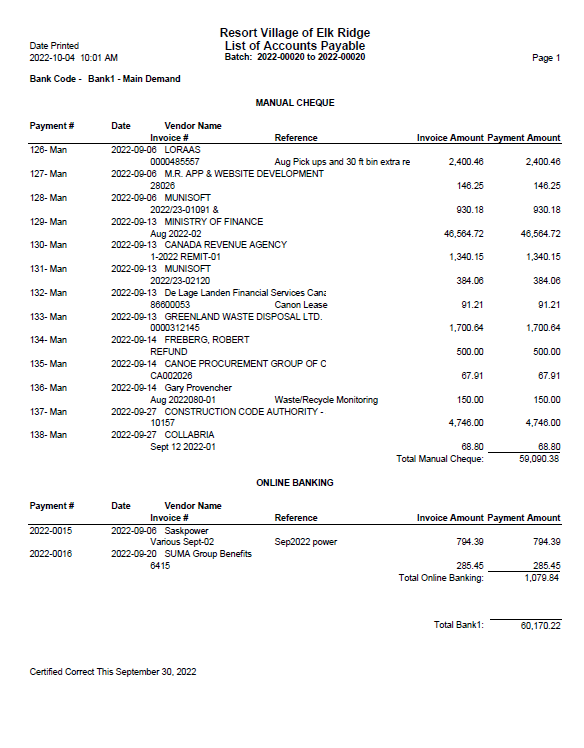 Resort Village of Elk Ridge
Date Printed List of Accounts Payable
2022-10-04 10:01 AM Batch: 2022-00020 to 2022-00020 Page 1
Bank Code - Bank1 - Main Demand
MANUAL CHEQUE
Payment # Date Vendor Name
Invoice # Reference Invoice Amount Payment Amount
126- Man 2022-09-06 LORAAS
0000485557 Aug Pick ups and 30 ft bin extra re 2,400.46 2,400.46
127- Man 2022-09-06 M.R. APP & WEBSITE DEVELOPMENT
28026 146.25 146.25
128- Man 2022-09-06 MUNISOFT
2022/23-01091 & 930.18 930.18
129- Man 2022-09-13 MINISTRY OF FINANCE
Aug 2022-02 46,564.72 46,564.72
130- Man 2022-09-13 CANADA REVENUE AGENCY
1-2022 REMIT-01 1,340.15 1,340.15
131- Man 2022-09-13 MUNISOFT
2022/23-02120 384.06 384.06
132- Man 2022-09-13 De Lage Landen Financial Services Cana
86600053 Canon Lease 91.21 91.21
133- Man 2022-09-13 GREENLAND WASTE DISPOSAL LTD.
0000312145 1,700.64 1,700.64
134- Man 2022-09-14 FREBERG, ROBERT
REFUND 500.00 500.00
135- Man 2022-09-14 CANOE PROCUREMENT GROUP OF C
CA002026 67.91 67.91
136- Man 2022-09-14 Gary Provencher
Aug 2022080-01 Waste/Recycle Monitoring 150.00 150.00
137- Man 2022-09-27 CONSTRUCTION CODE AUTHORITY -
10157 4,746.00 4,746.00
138- Man 2022-09-27 COLLABRIA
Sept 12 2022-01 68.80 68.80
Total Manual Cheque: 59,090.38
ONLINE BANKING
Payment # Date Vendor Name
Invoice # Reference Invoice Amount Payment Amount
2022-0015 2022-09-06 Saskpower
Various Sept-02 Sep2022 power 794.39 794.39
2022-0016 2022-09-20 SUMA Group Benefits
6415 285.45 285.45
Total Online Banking: 1,079.84
Total Bank1: 60,170.22
Certified Correct This September 30, 2022